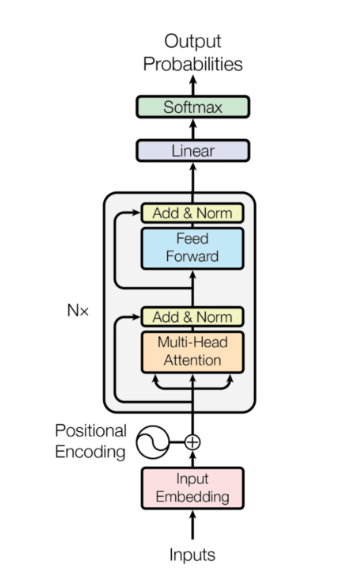 Output
Probabilities
Softmax
Linear
Add & Norm
Feed
Forward
N×
Add & Norm
Multi-Head
Attention
Positional
Encoding
Input
Embedding
Inputs